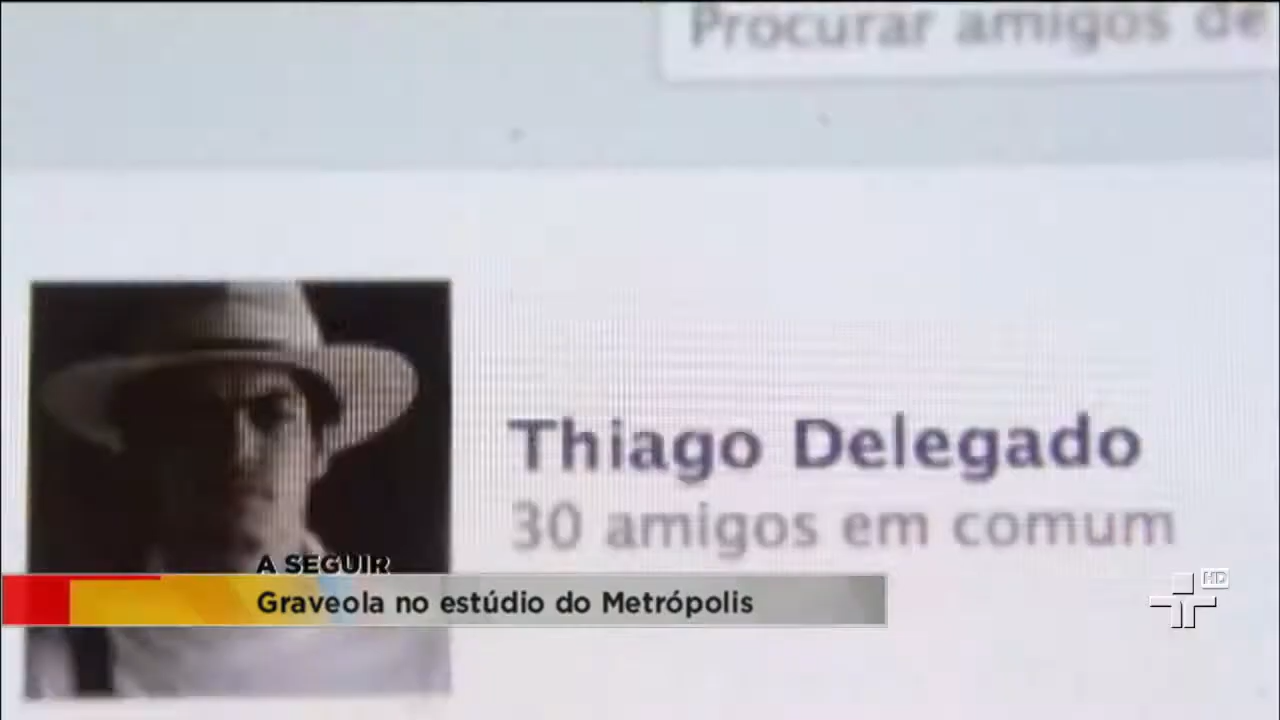 Procurar amigos de
Thiago Delegado
30 amigos em comum
A SEGUIR
Graveola no estúdio do Metrópolis
HD